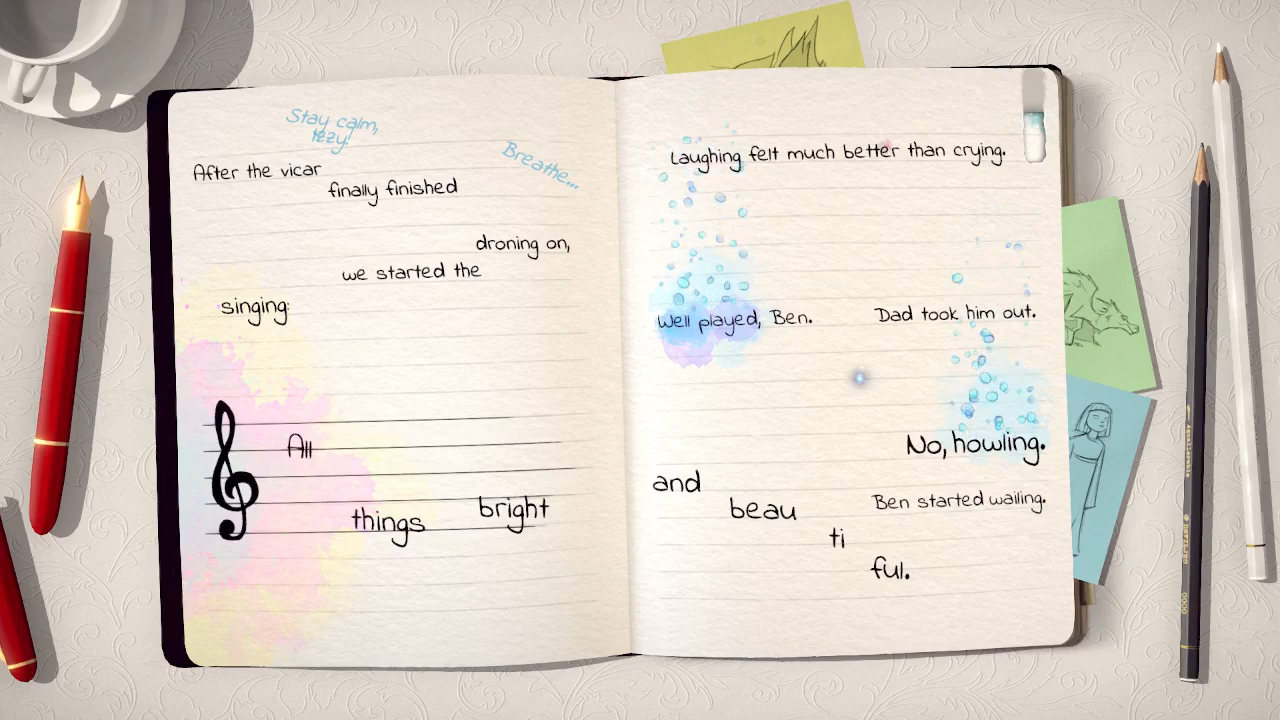 Stay calm,
Izzy.
Breathe...
After the vicar
finally finished
droning on,
we started the
singing:
All
things
bright
Laughing felt much better than crying.
Well played, Ben.
Dad took him out.
No, howling.
and
beau
Ben started wailing.
ti
ful.